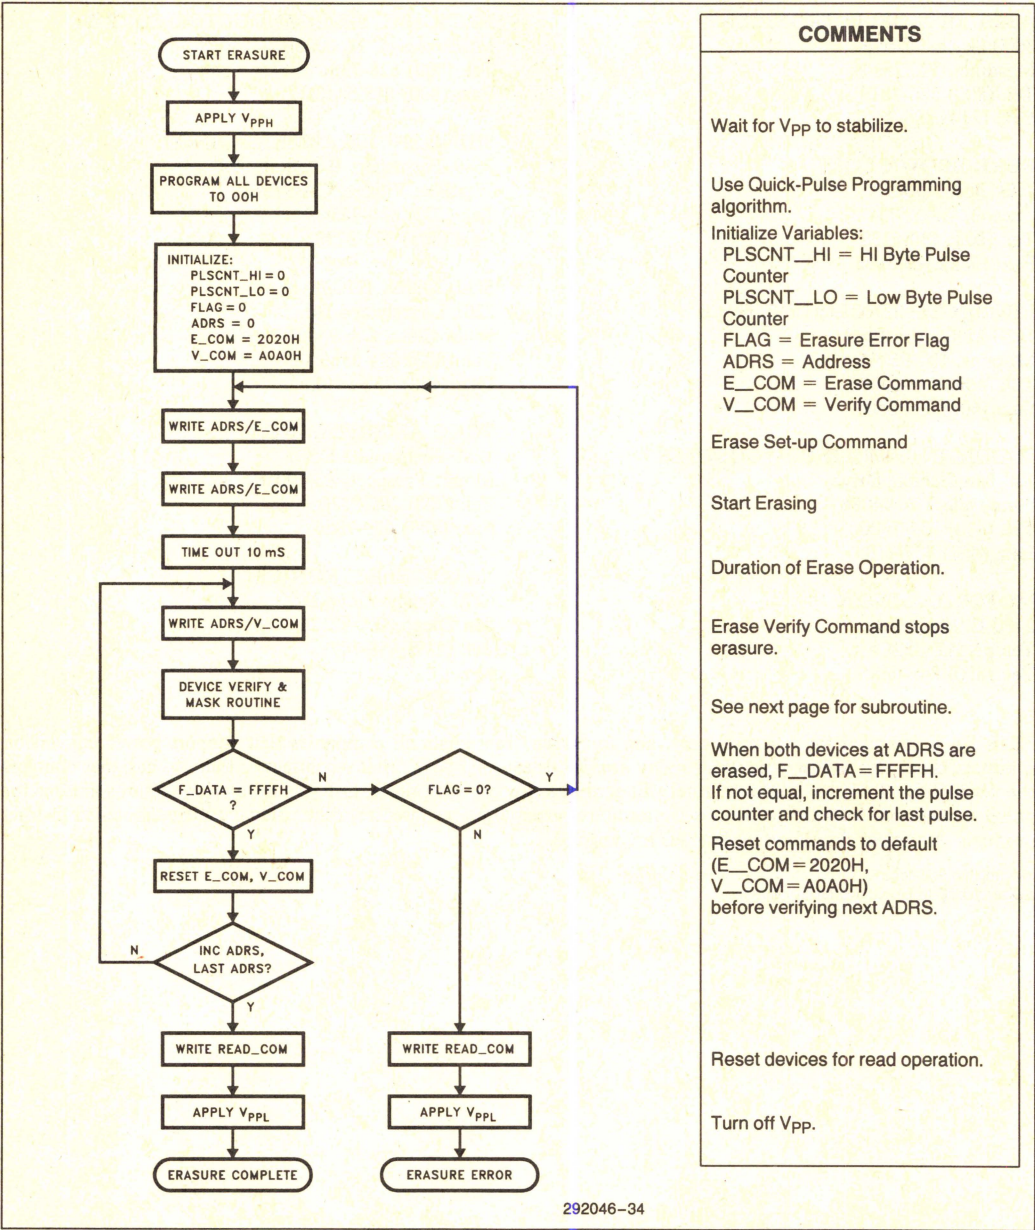 START ERASURE
APPLY VPPH
PROGRAM ALL DEVICES
TO 00H
INITIALIZE:
PLSCNT_HI = 0
PLSCNT_LO = 0
FLAG = 0
ADRS = 0
E_COM = 2020H
V_COM = A0A0H
WRITE ADRS/E_COM
WRITE ADRS/E_COM
TIME OUT 10 mS
WRITE ADRS/V_COM
DEVICE VERIFY &
MASK ROUTINE
F_DATA = FFFFH
?
N
Y
FLAG = 0?
Y
N
RESET E_COM, V_COM
INC ADRS,
LAST ADRS?
N
Y
WRITE READ_COM
APPLY VPPL
ERASURE COMPLETE
WRITE READ_COM
APPLY VPPL
ERASURE ERROR
COMMENTS
Wait for VPP to stabilize.
Use Quick-Pulse Programming
algorithm.
Initialize Variables:
PLSCNT__HI = HI Byte Pulse
Counter
PLSCNT__LO = Low Byte Pulse
Counter
FLAG = Erasure Error Flag
ADRS = Address
E__COM = Erase Command
V__COM = Verify Command
Erase Set-up Command
Start Erasing
Duration of Erase Operation.
Erase Verify Command stops
erasure.
See next page for subroutine.
When both devices at ADRS are
erased, F__DATA = FFFFH.
If not equal, increment the pulse
counter and check for last pulse.
Reset commands to default
(E__COM = 2020H,
V__COM = A0A0H)
before verifying next ADRS.
Reset devices for read operation.
Turn off VPP.
292046–34